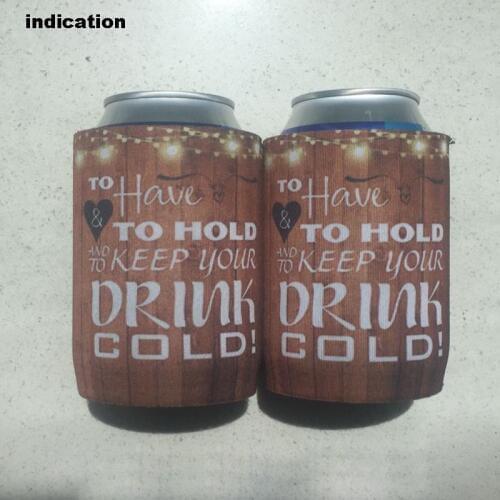 indication
TO Have
& TO HOLD
AND TO KEEP YOUR
DRINK
COLD!
TO Have
& TO HOLD
AND TO KEEP YOUR
DRINK
COLD!